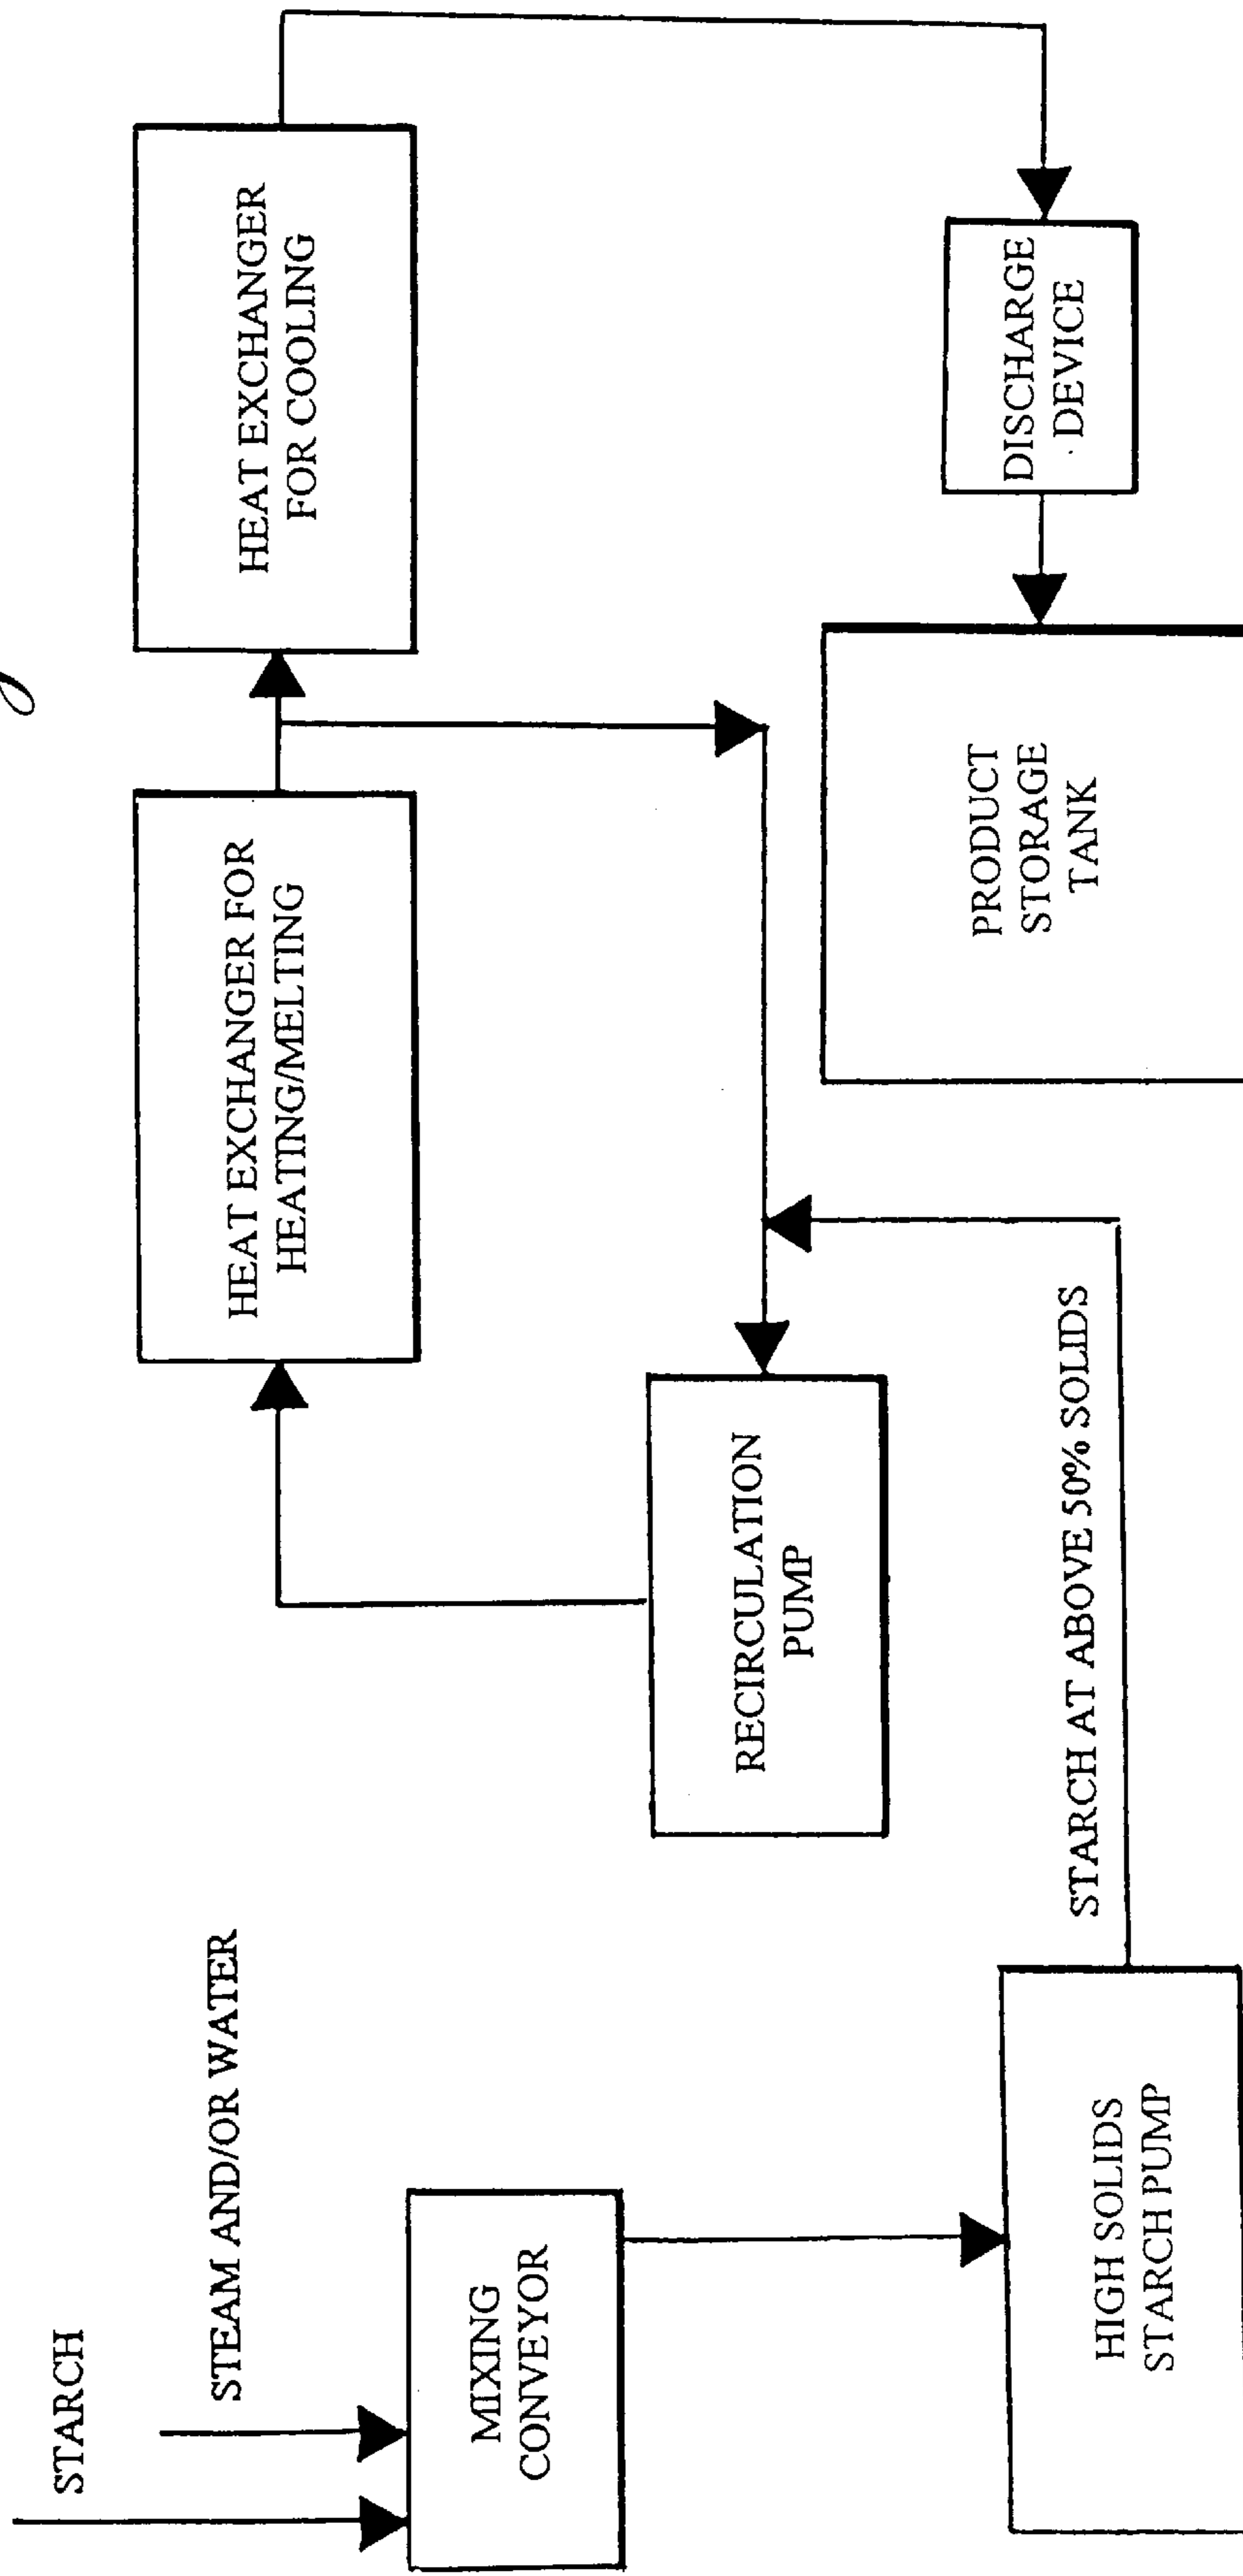 STARCH
STEAM AND/OR WATER
MIXING
CONVEYOR
HIGH SOLIDS
STARCH PUMP
STARCH AT ABOVE 50% SOLIDS
RECIRCULATION
PUMP
HEAT EXCHANGER FOR
HEATING/MELTING
HEAT EXCHANGER
FOR COOLING
DISCHARGE
DEVICE
PRODUCT
STORAGE
TANK